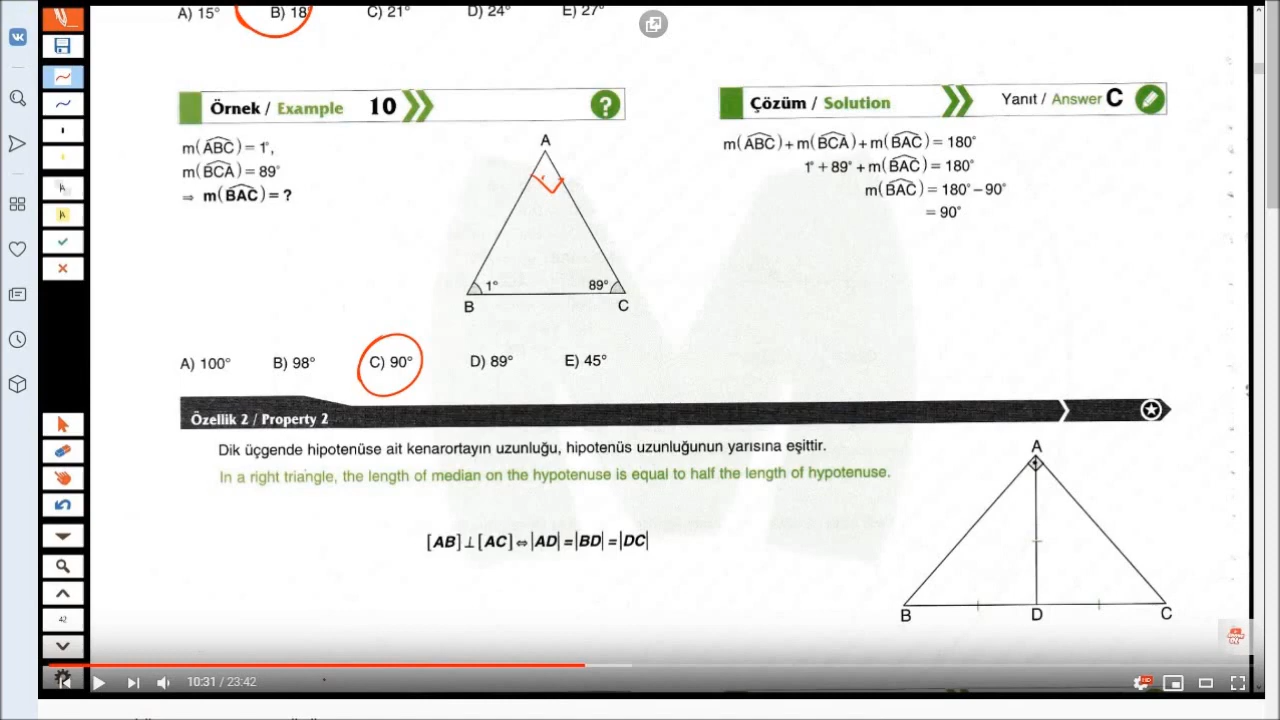 A) 15° B) 18 C) 21° D) 24° E) 27°
Örnek / Example 10
?
m(ABC) = 1°,
m(BCA) = 89°
⇒ m(BAC) = ?
A
1°
89°
B
C
A) 100° B) 98° C) 90° D) 89° E) 45°
Çözüm / Solution
Yanıt / Answer C
m(ABC) + m(BCA) + m(BAC) = 180°
1° + 89° + m(BAC) = 180°
m(BAC) = 180° – 90°
= 90°
Özellik 2 / Property 2
Dik üçgende hipotenüse ait kenarortayın uzunluğu, hipotenüs uzunluğunun yarısına eşittir.
In a right triangle, the length of median on the hypotenuse is equal to half the length of hypotenuse.
[AB]⊥[AC]⇔|AD|=|BD|=|DC|
A
B
D
C
42
10:31 / 23:42
HD